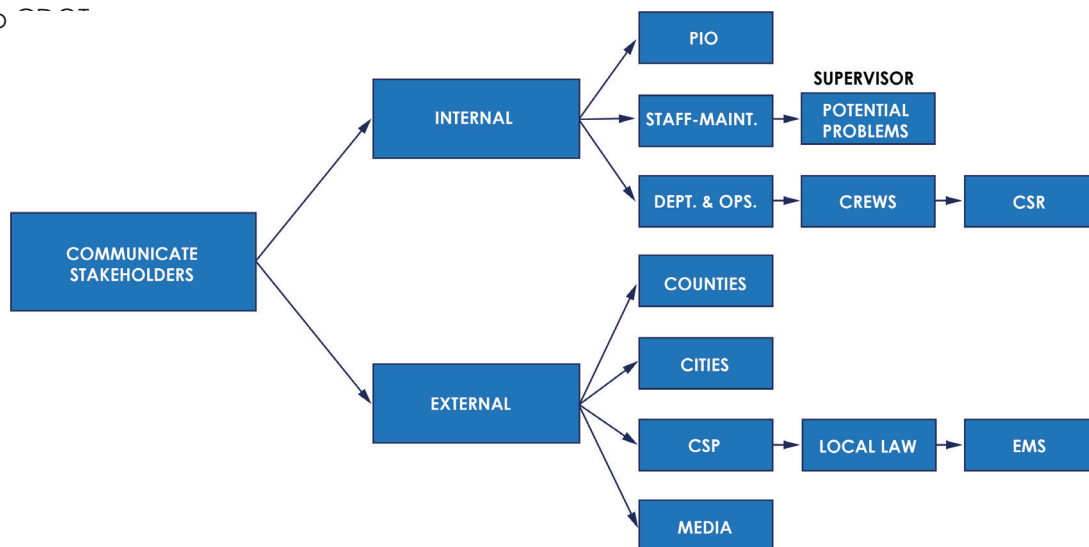 PIO
SUPERVISOR
INTERNAL
STAFF-MAINT.
POTENTIAL
PROBLEMS
DEPT. & OPS.
CREWS
CSR
COMMUNICATE
STAKEHOLDERS
COUNTIES
CITIES
EXTERNAL
CSP
LOCAL LAW
EMS
MEDIA